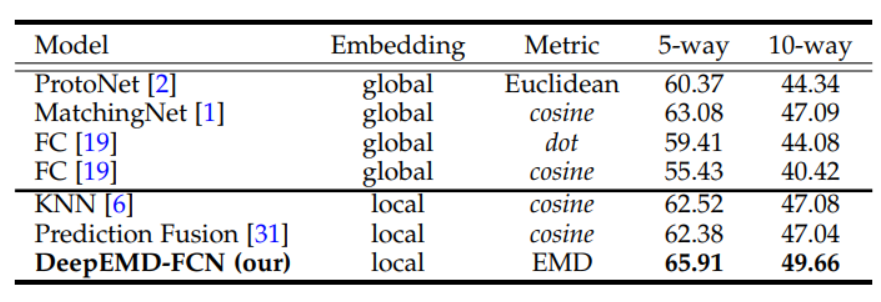 Model Embedding Metric 5-way 10-way
ProtoNet [2] global Euclidean 60.37 44.34
MatchingNet [1] global cosine 63.08 47.09
FC [19] global dot 59.41 44.08
FC [19] global cosine 55.43 40.42
KNN [6] local cosine 62.52 47.08
Prediction Fusion [31] local cosine 62.38 47.04
DeepEMD-FCN (our) local EMD 65.91 49.66